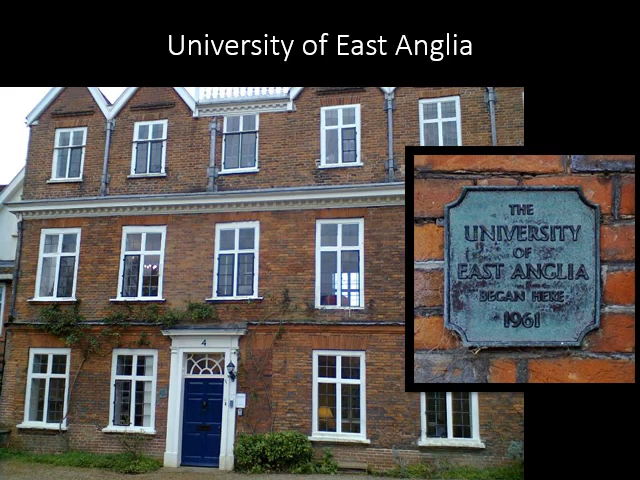 University of East Anglia
4
THE
UNIVERSITY
OF
EAST ANGLIA
BEGAN HERE
1961